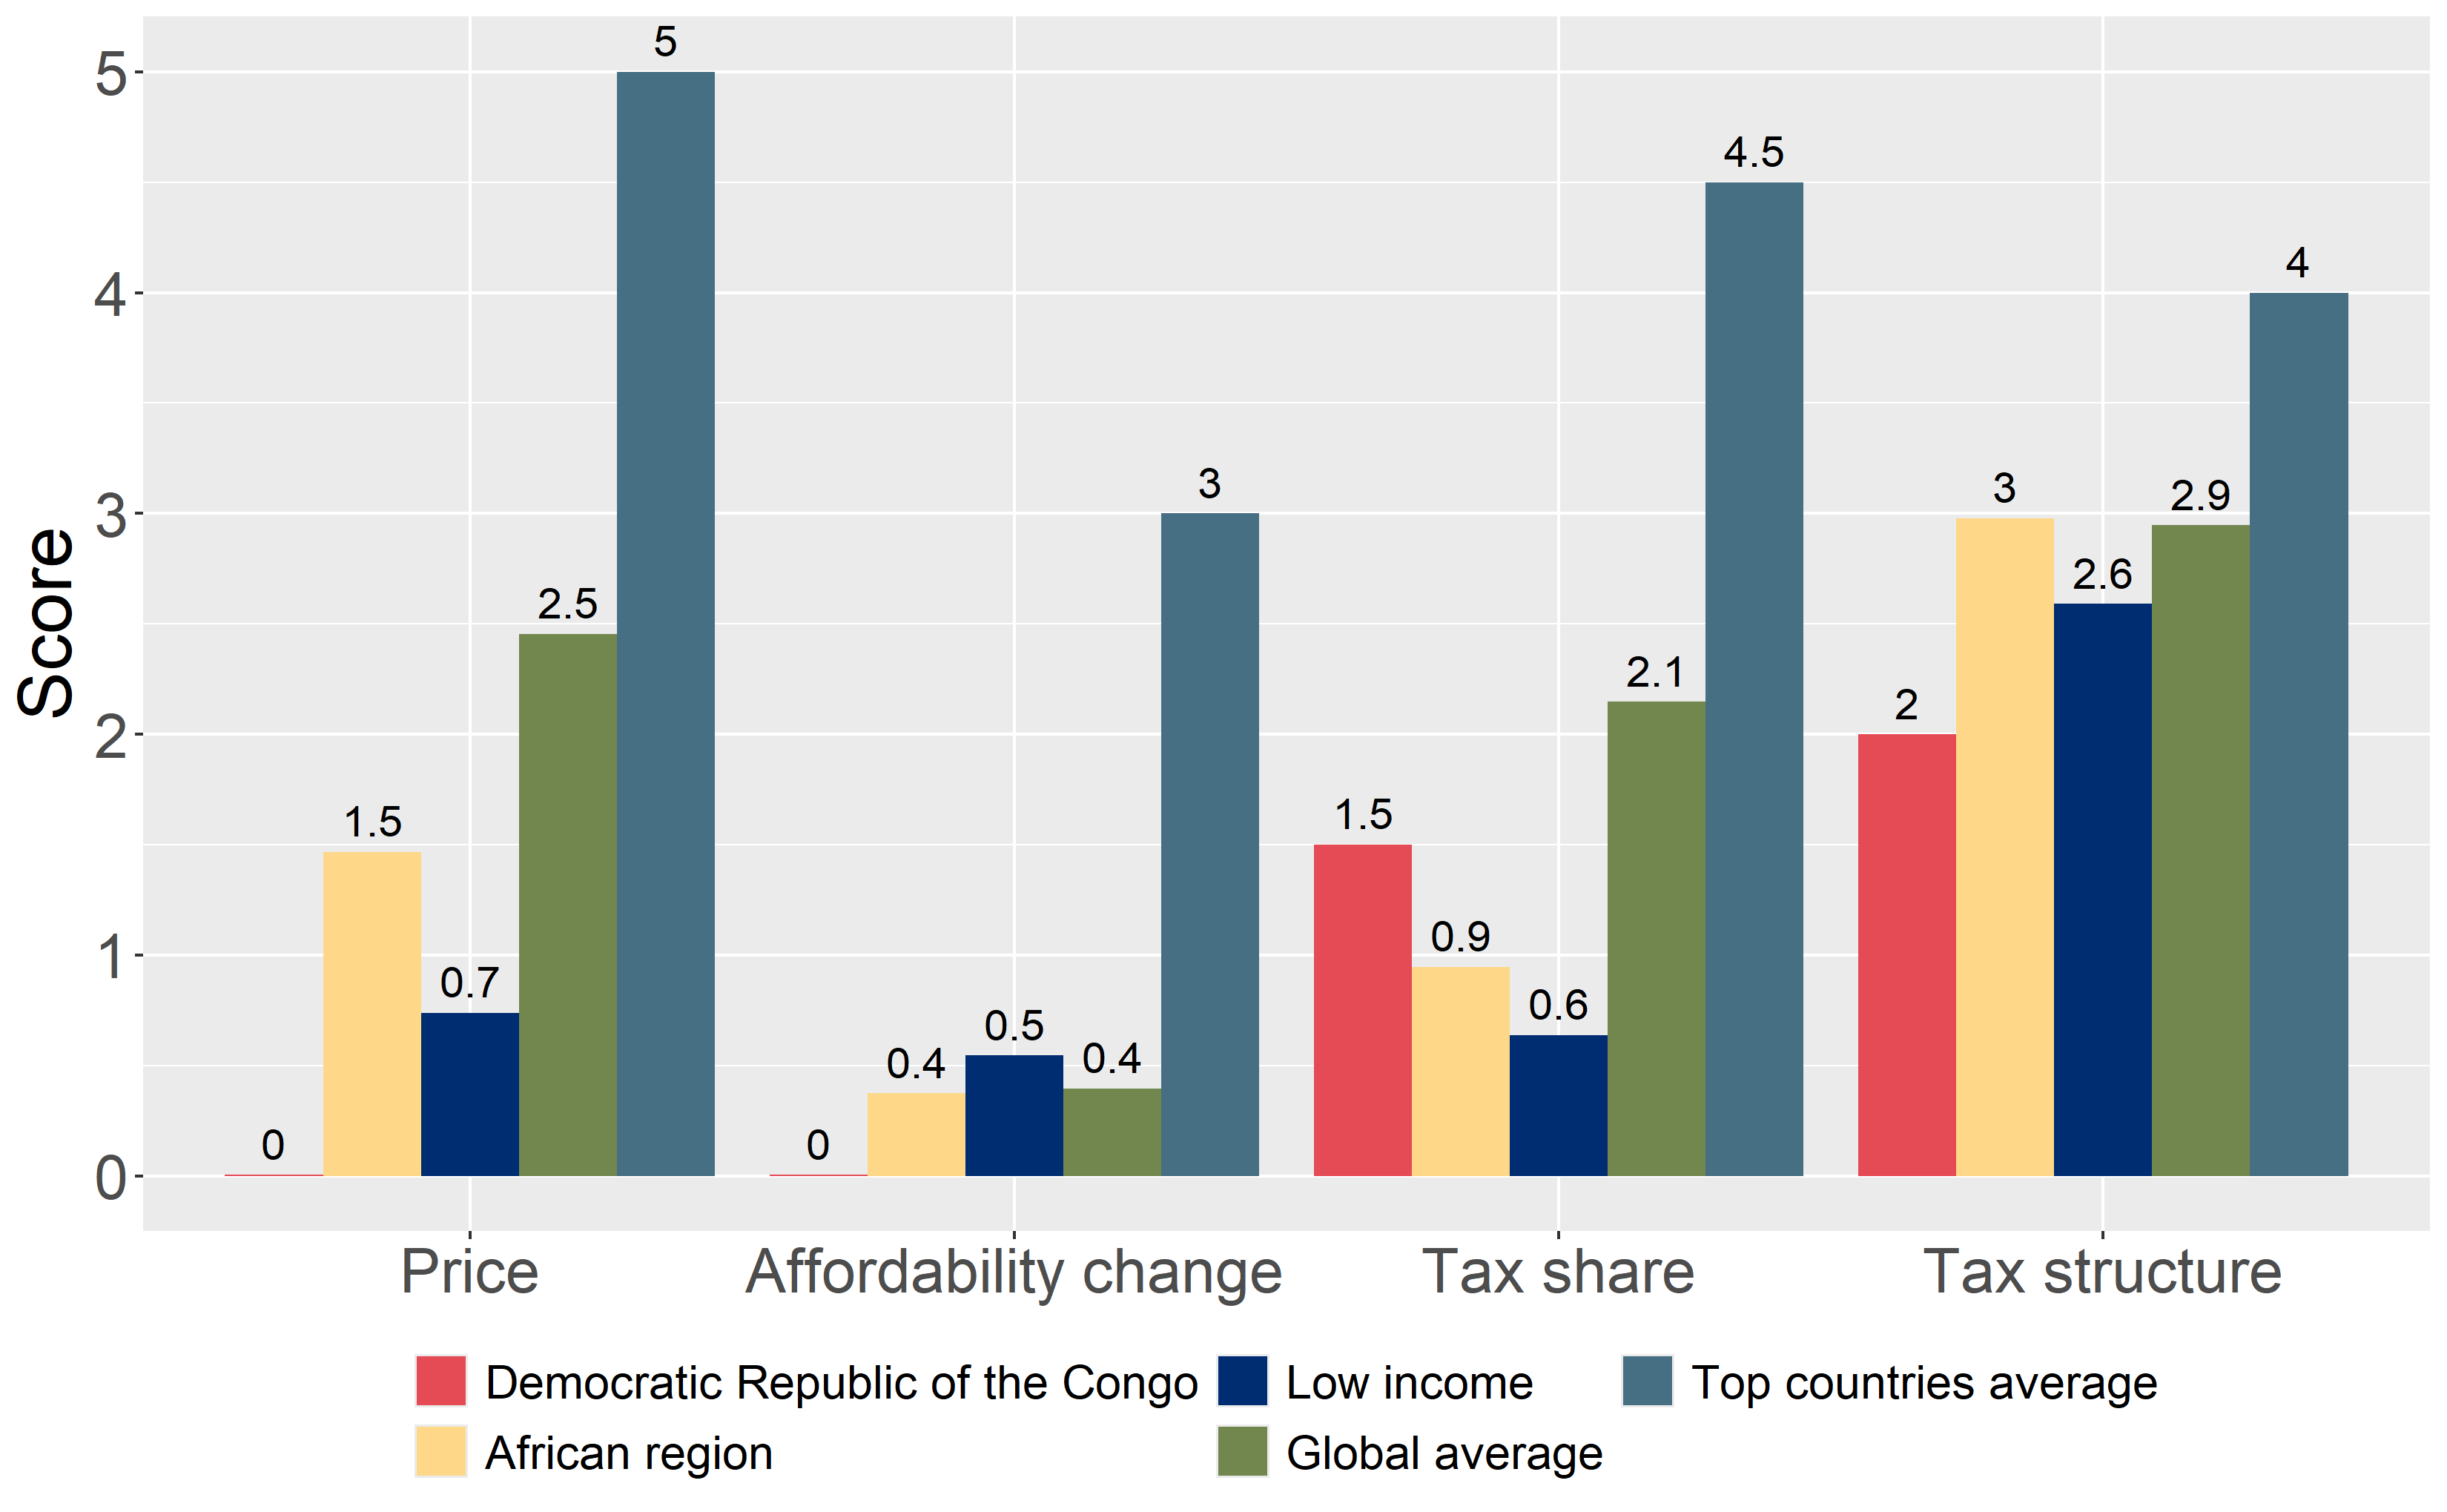 Score
5
4
3
2
1
0
0
1.5
0.7
2.5
5
0
0.4
0.5
0.4
3
1.5
0.9
0.6
2.1
4.5
2
3
2.6
2.9
4
Price
Affordability change
Tax share
Tax structure
Democratic Republic of the Congo
Low income
Top countries average
African region
Global average